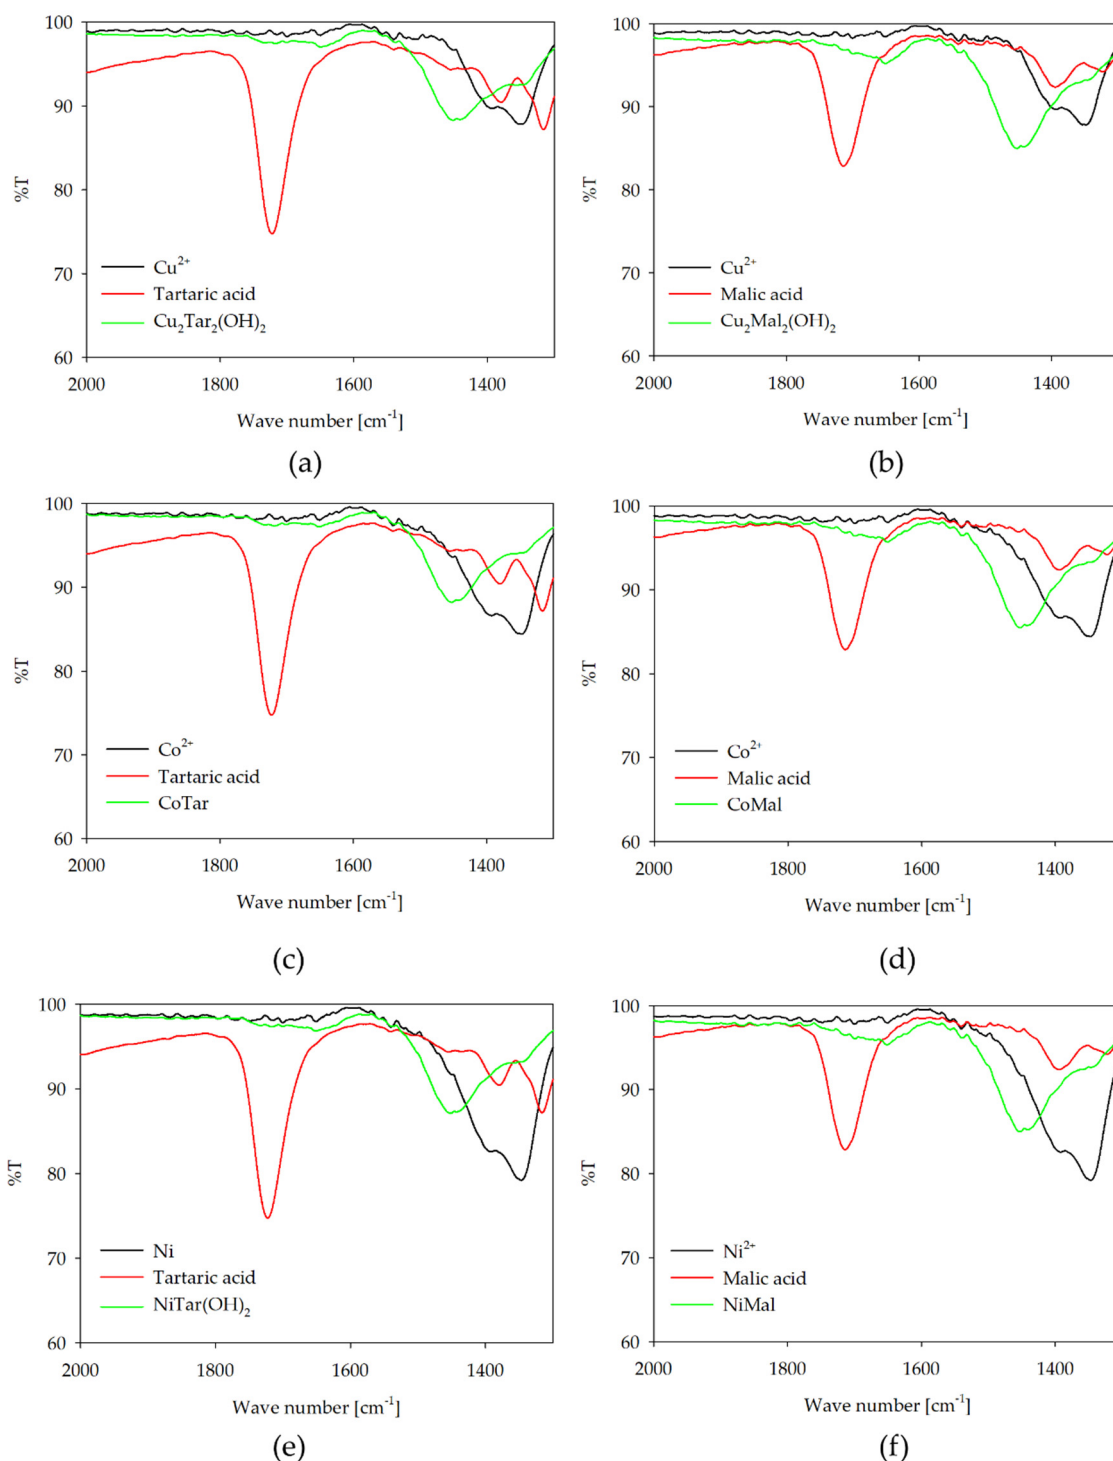 100
90
80
70
60
%T
Cu²⁺
Tartaric acid
Cu₂Tar₂(OH)₂
2000 1800 1600 1400
Wave number [cm⁻¹]
(a)
100
90
80
70
60
%T
Cu²⁺
Malic acid
Cu₂Mal₂(OH)₂
2000 1800 1600 1400
Wave number [cm⁻¹]
(b)
100
90
80
70
60
%T
Co²⁺
Tartaric acid
CoTar
2000 1800 1600 1400
Wave number [cm⁻¹]
(c)
100
90
80
70
60
%T
Co²⁺
Malic acid
CoMal
2000 1800 1600 1400
Wave number [cm⁻¹]
(d)
100
90
80
70
60
%T
Ni
Tartaric acid
NiTar(OH)₂
2000 1800 1600 1400
Wave number [cm⁻¹]
(e)
100
90
80
70
60
%T
Ni²⁺
Malic acid
NiMal
2000 1800 1600 1400
Wave number [cm⁻¹]
(f)